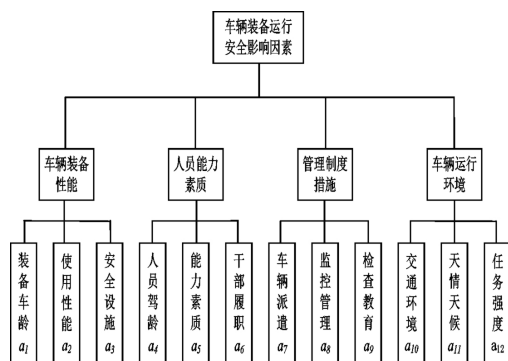 车辆装备运行
安全影响因素
车辆装备
性能
人员能力
素质
管理制度
措施
车辆运行
环境
装备车龄 a1
使用性能 a2
安全设施 a3
人员驾龄 a4
能力素质 a5
干部履职 a6
车辆派遣 a7
监控管理 a8
检查教育 a9
交通环境 a10
天情天候 a11
任务强度 a12